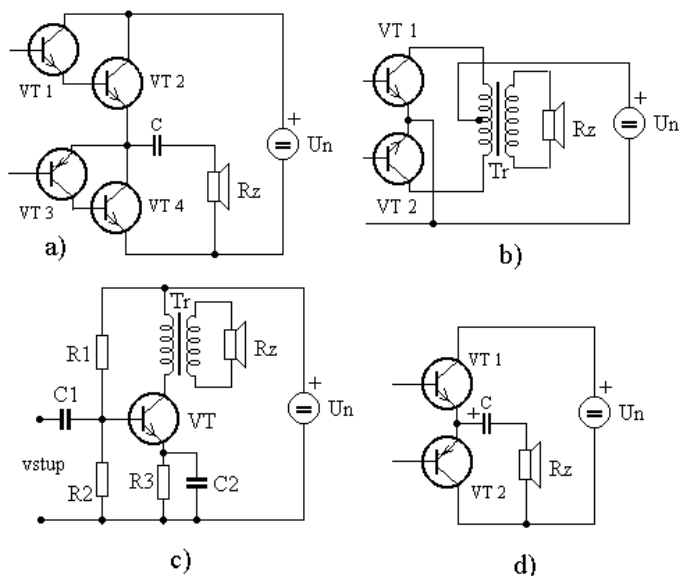 VT 1
VT 2
C
+
Un
Rz
VT 3
VT 4
a)
VT 1
+
Un
Rz
Tr
VT 2
b)
Tr
Rz
R1
+
C1
VT
Un
vstup
R2
R3
C2
c)
VT 1
+
+
C
Un
Rz
VT 2
d)